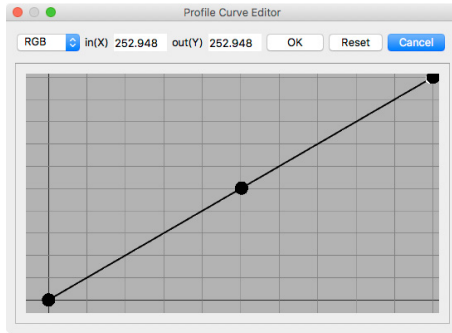 Profile Curve Editor
RGB in(X) 252.948 out(Y) 252.948 OK Reset Cancel